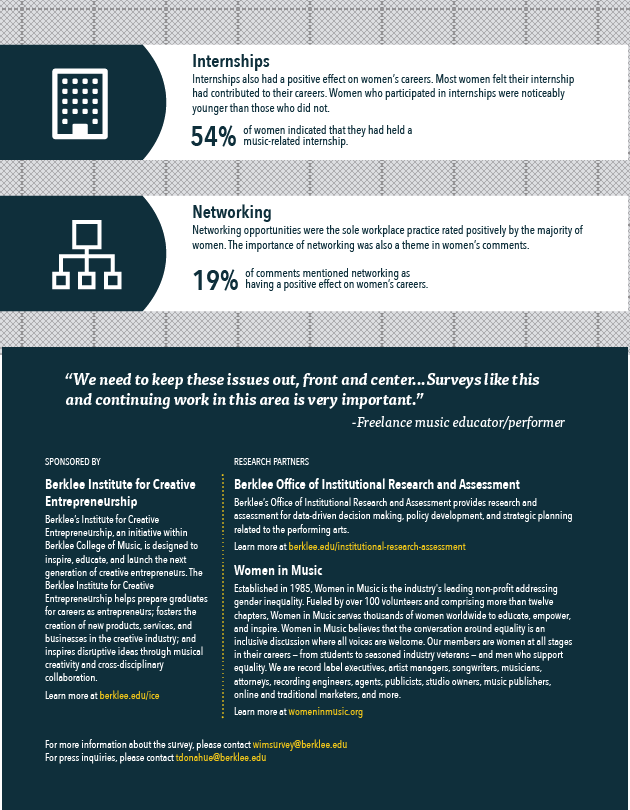 Internships
Internships also had a positive effect on women's careers. Most women felt their internship
had contributed to their careers. Women who participated in internships were noticeably
younger than those who did not.
54% of women indicated that they had held a
music-related internship.
Networking
Networking opportunities were the sole workplace practice rated positively by the majority of
women. The importance of networking was also a theme in women's comments.
19% of comments mentioned networking as
having a positive effect on women's careers.
“We need to keep these issues out, front and center...Surveys like this
and continuing work in this area is very important.”
-Freelance music educator/performer
SPONSORED BY
Berklee Institute for Creative
Entrepreneurship
Berklee's Institute for Creative
Entrepreneurship, an initiative within
Berklee College of Music, is designed to
inspire, educate, and launch the next
generation of creative entrepreneurs. The
Berklee Institute for Creative
Entrepreneurship helps prepare graduates
for careers as entrepreneurs; fosters the
creation of new products, services, and
businesses in the creative industry; and
inspires disruptive ideas through musical
creativity and cross-disciplinary
collaboration.
Learn more at berklee.edu/ice
RESEARCH PARTNERS
Berklee Office of Institutional Research and Assessment
Berklee's Office of Institutional Research and Assessment provides research and
assessment for data-driven decision making, policy development, and strategic planning
related to the performing arts.
Learn more at berklee.edu/institutional-research-assessment
Women in Music
Established in 1985, Women in Music is the industry's leading non-profit addressing
gender inequality. Fueled by over 100 volunteers and comprising more than twelve
chapters, Women in Music serves thousands of women worldwide to educate, empower,
and inspire. Women in Music believes that the conversation around equality is an
inclusive discussion where all voices are welcome. Our members are women at all stages
in their careers – from students to seasoned industry veterans – and men who support
equality. We are record label executives, artist managers, songwriters, musicians,
attorneys, recording engineers, agents, publicists, studio owners, music publishers,
online and traditional marketers, and more.
Learn more at womeninmusic.org
For more information about the survey, please contact wimsurvey@berklee.edu
For press inquiries, please contact tdonahue@berklee.edu